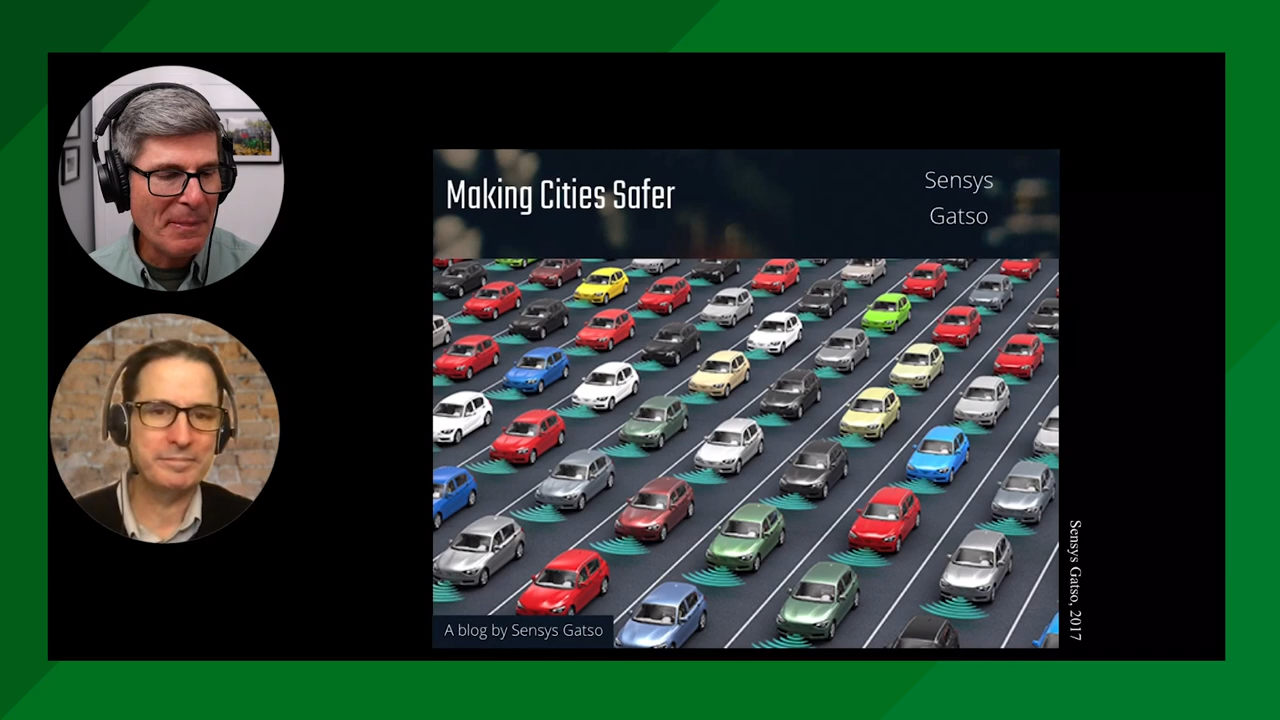 Making Cities Safer
Sensys
Gatso
A blog by Sensys Gatso
Sensys Gatso, 2017